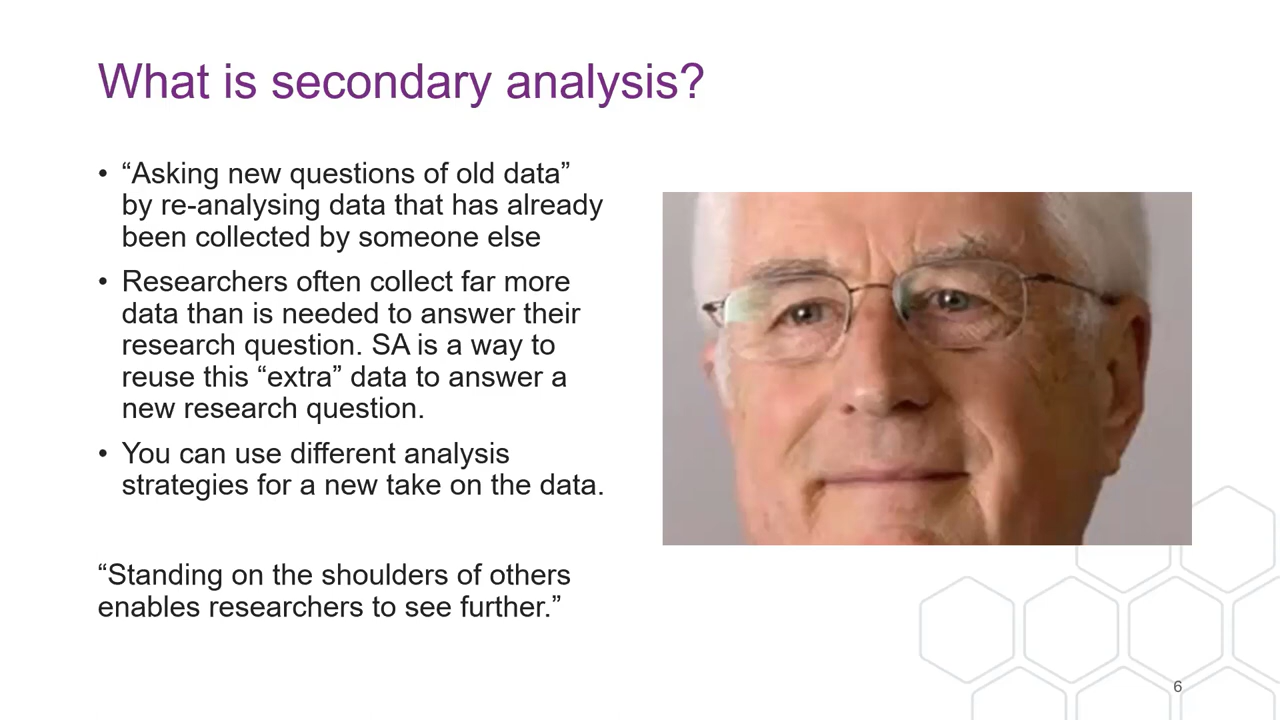 What is secondary analysis?
• “Asking new questions of old data”
by re-analysing data that has already
been collected by someone else
• Researchers often collect far more
data than is needed to answer their
research question. SA is a way to
reuse this “extra” data to answer a
new research question.
• You can use different analysis
strategies for a new take on the data.
“Standing on the shoulders of others
enables researchers to see further.”
6